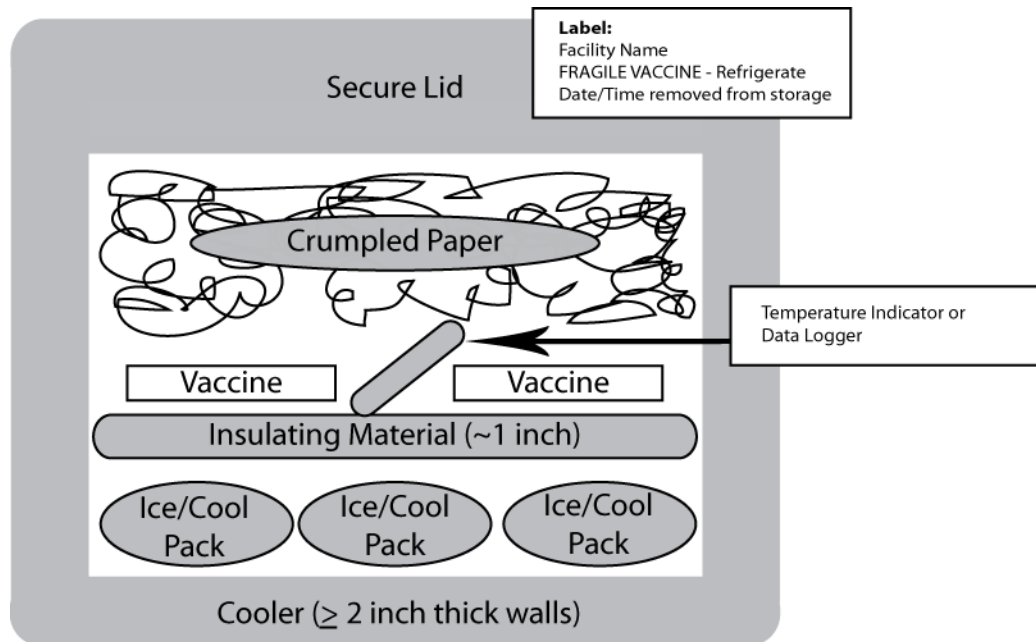 Label:
Facility Name
FRAGILE VACCINE - Refrigerate
Date/Time removed from storage
Secure Lid
Crumpled Paper
Temperature Indicator or
Data Logger
Vaccine
Vaccine
Insulating Material (~1 inch)
Ice/Cool
Pack
Ice/Cool
Pack
Ice/Cool
Pack
Cooler (≥ 2 inch thick walls)